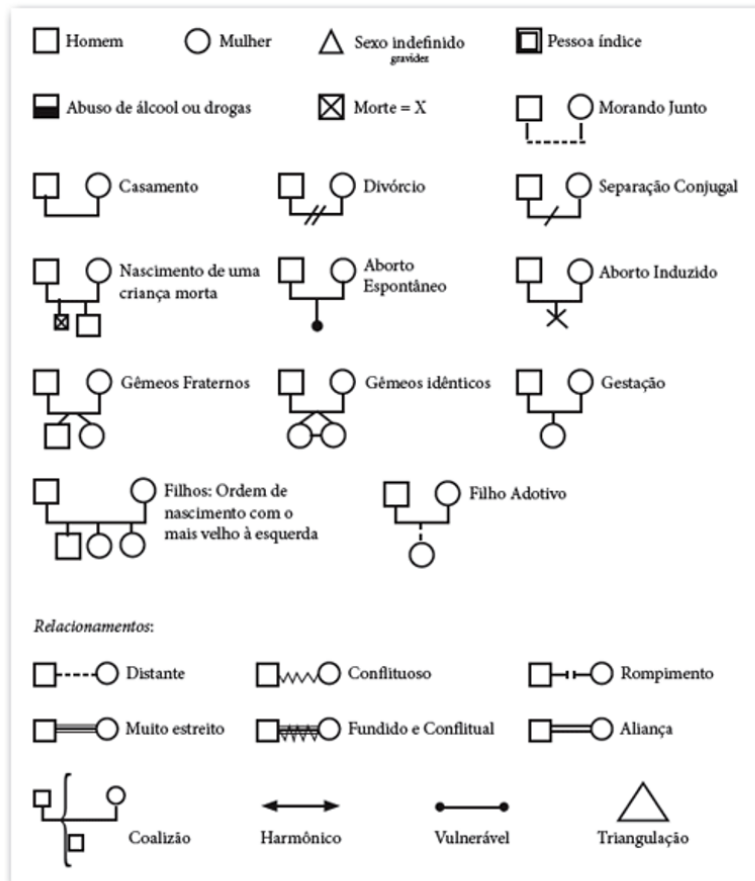 Homem
Mulher
Sexo indefinido
gravidez
Pessoa índice
Abuso de álcool ou drogas
Morte = X
Morando Junto
Casamento
Divórcio
Separação Conjugal
Nascimento de uma
criança morta
Aborto
Espontâneo
Aborto Induzido
Gêmeos Fraternos
Gêmeos idênticos
Gestação
Filhos: Ordem de
nascimento com o
mais velho à esquerda
Filho Adotivo
Relacionamentos:
Distante
Conflituoso
Rompimento
Muito estreito
Fundido e Conflitual
Aliança
Coalizão
Harmônico
Vulnerável
Triangulação